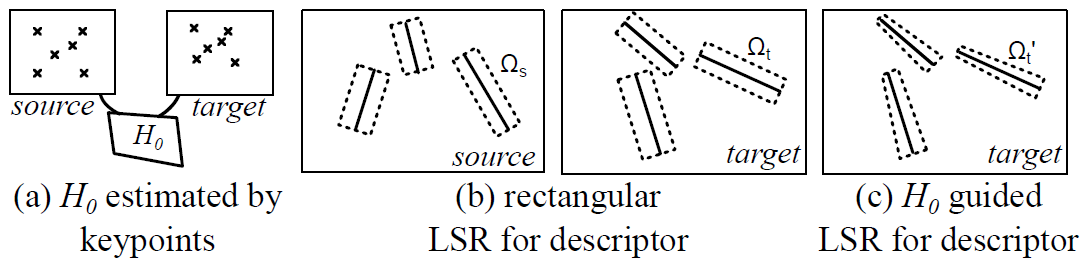 source
target
H0
(a) H0 estimated by
keypoints
Ωs
source
Ωt
target
(b) rectangular
LSR for descriptor
Ωt'
target
(c) H0 guided
LSR for descriptor